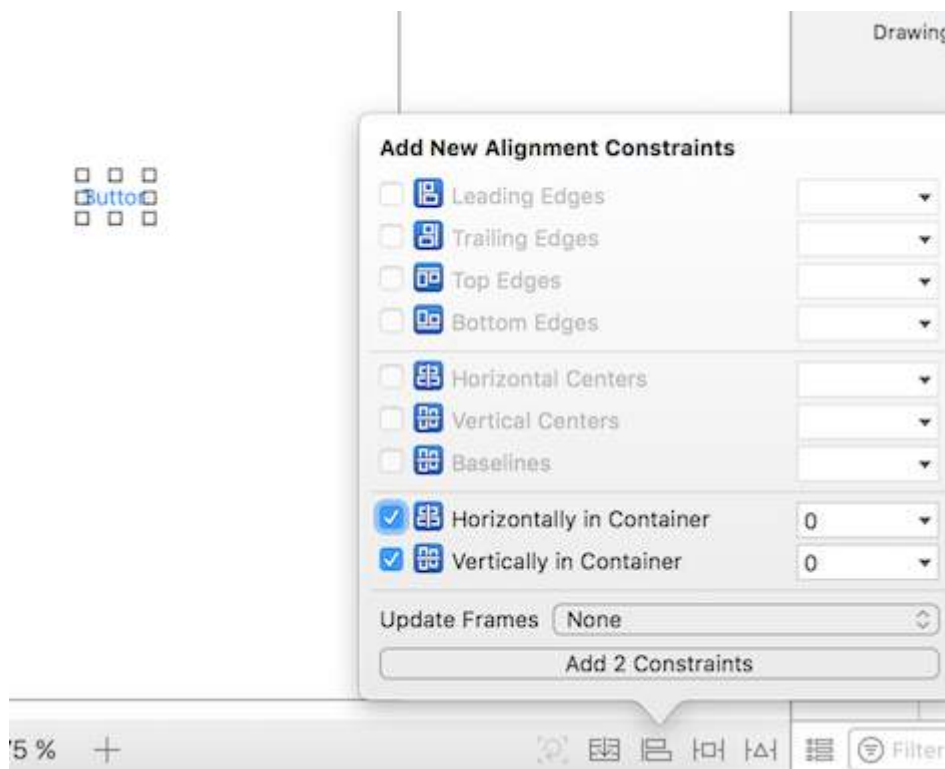 Drawing
Button
Add New Alignment Constraints
Leading Edges
Trailing Edges
Top Edges
Bottom Edges
Horizontal Centers
Vertical Centers
Baselines
Horizontally in Container 0
Vertically in Container 0
Update Frames None
Add 2 Constraints
5 % Filter